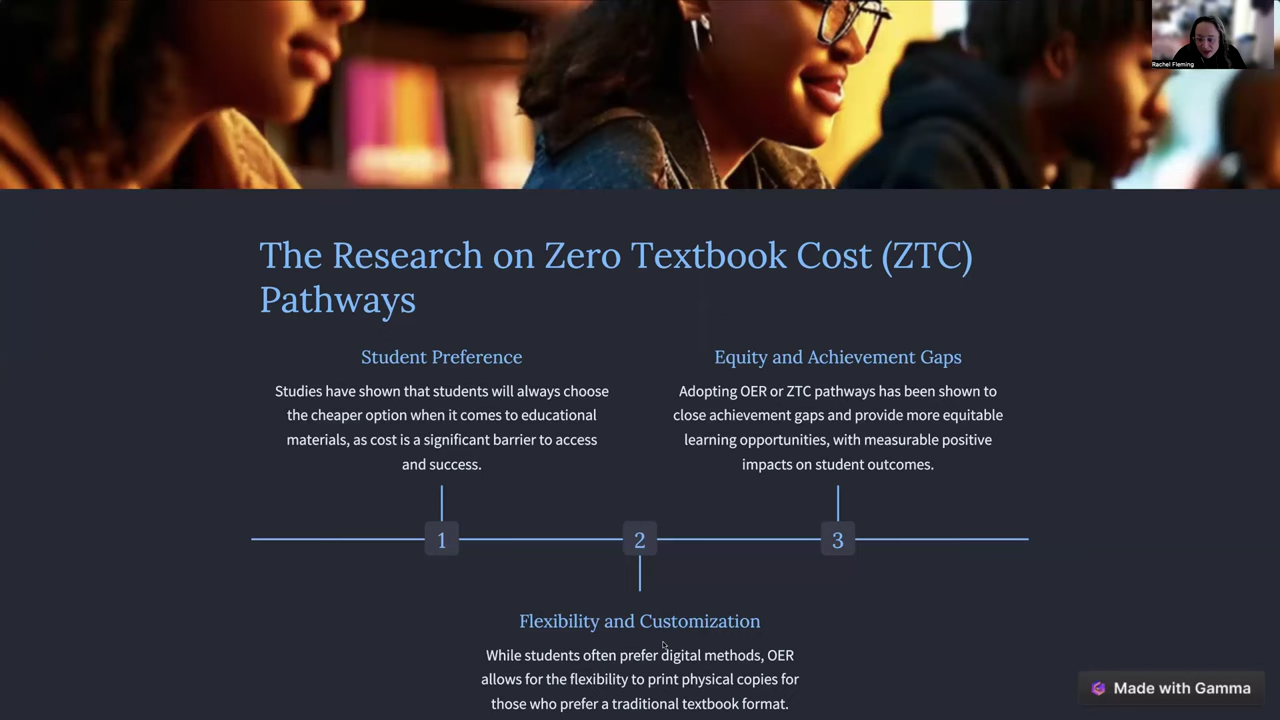 Rachel Fleming
The Research on Zero Textbook Cost (ZTC)
Pathways
Student Preference
Studies have shown that students will always choose
the cheaper option when it comes to educational
materials, as cost is a significant barrier to access
and success.
Equity and Achievement Gaps
Adopting OER or ZTC pathways has been shown to
close achievement gaps and provide more equitable
learning opportunities, with measurable positive
impacts on student outcomes.
1
2
3
Flexibility and Customization
While students often prefer digital methods, OER
allows for the flexibility to print physical copies for
those who prefer a traditional textbook format.
Made with Gamma